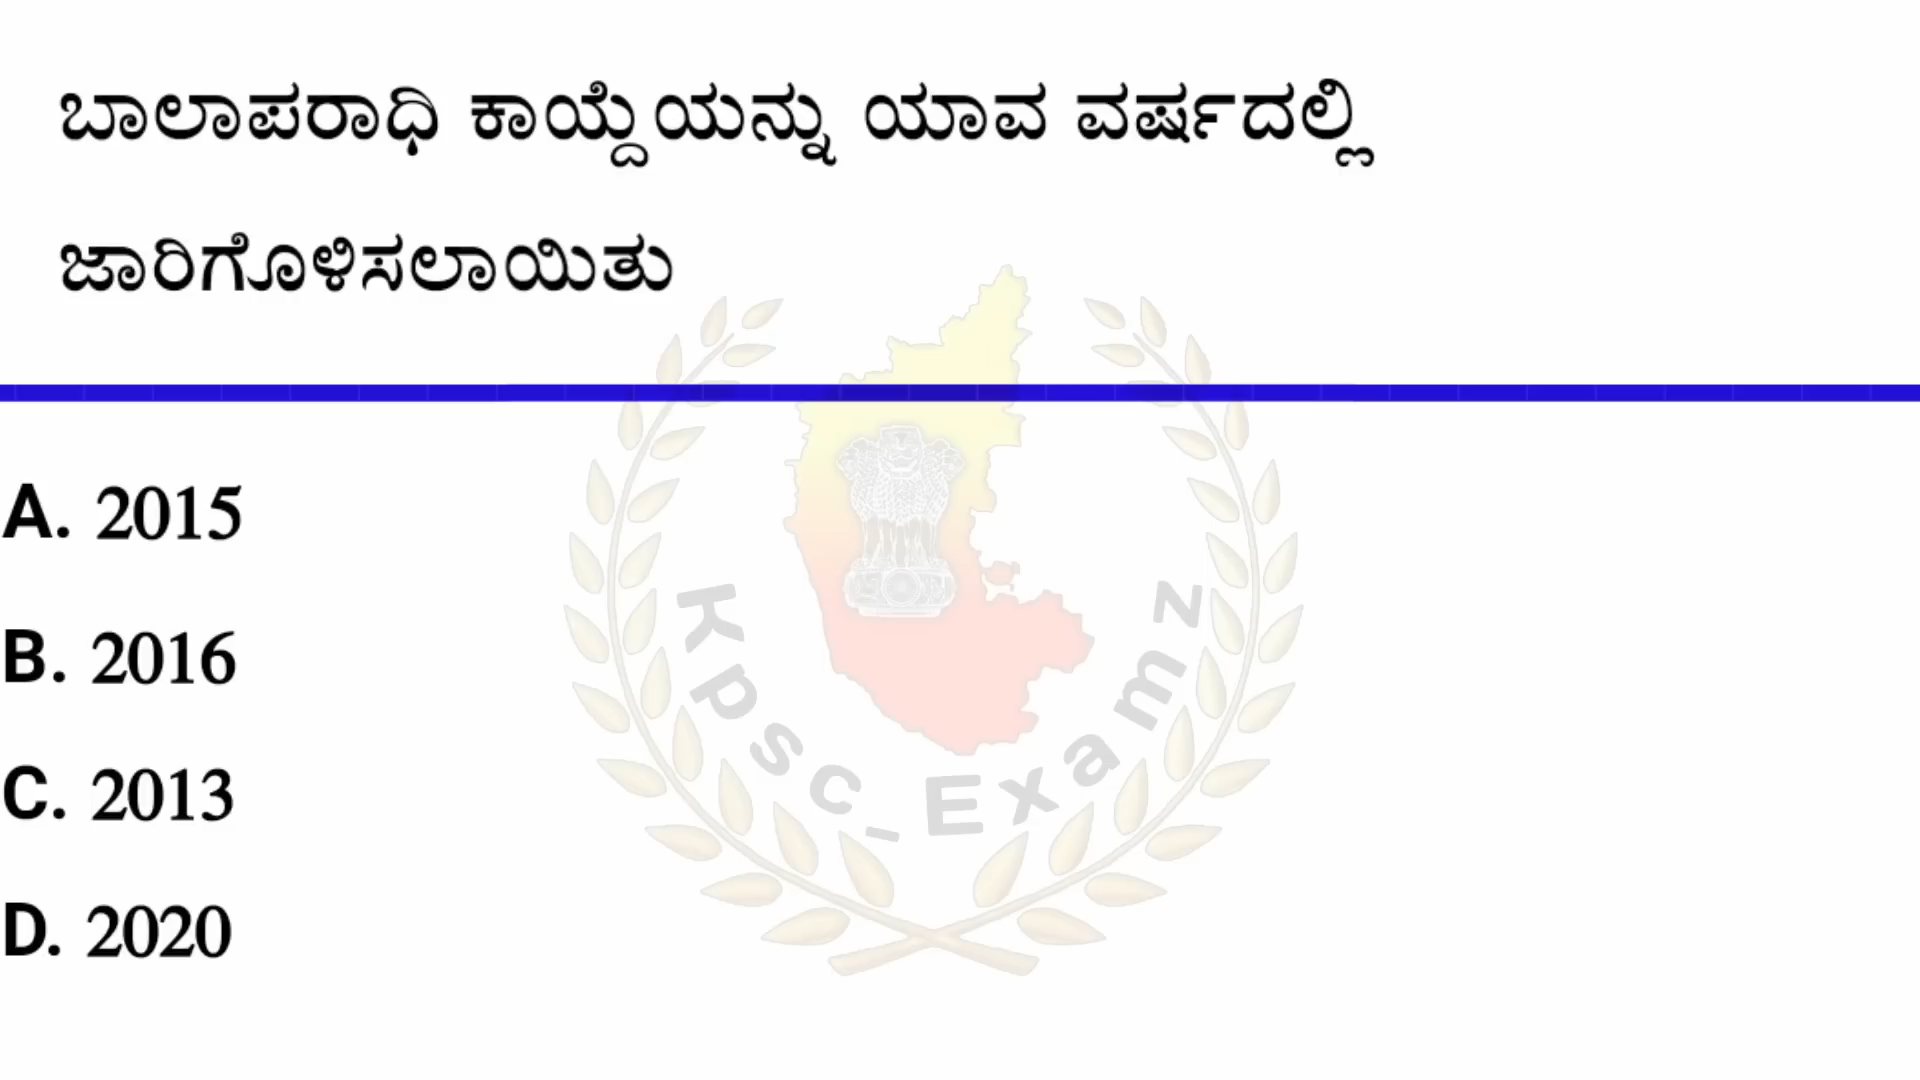 ಬಾಲಾಪರಾಧಿ ಕಾಯ್ದೆಯನ್ನು ಯಾವ ವರ್ಷದಲ್ಲಿ
ಜಾರಿಗೊಳಿಸಲಾಯಿತು
A. 2015
B. 2016
C. 2013
D. 2020
Kpsc_Examz